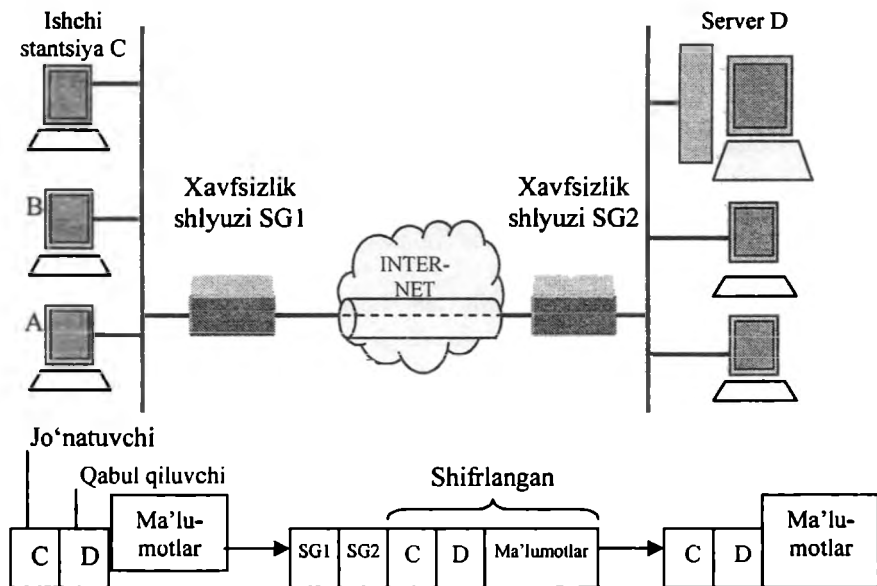 Ishchi
stantsiya C
Server D
B
A
Xavfsizlik
shlyuzi SG1
Xavfsizlik
shlyuzi SG2
INTER-
NET
Jo‘natuvchi
Qabul qiluvchi
Shifrlangan
C D Ma’lu-
motlar
SG1 SG2 C D Ma’lumotlar
C D Ma’lu-
motlar